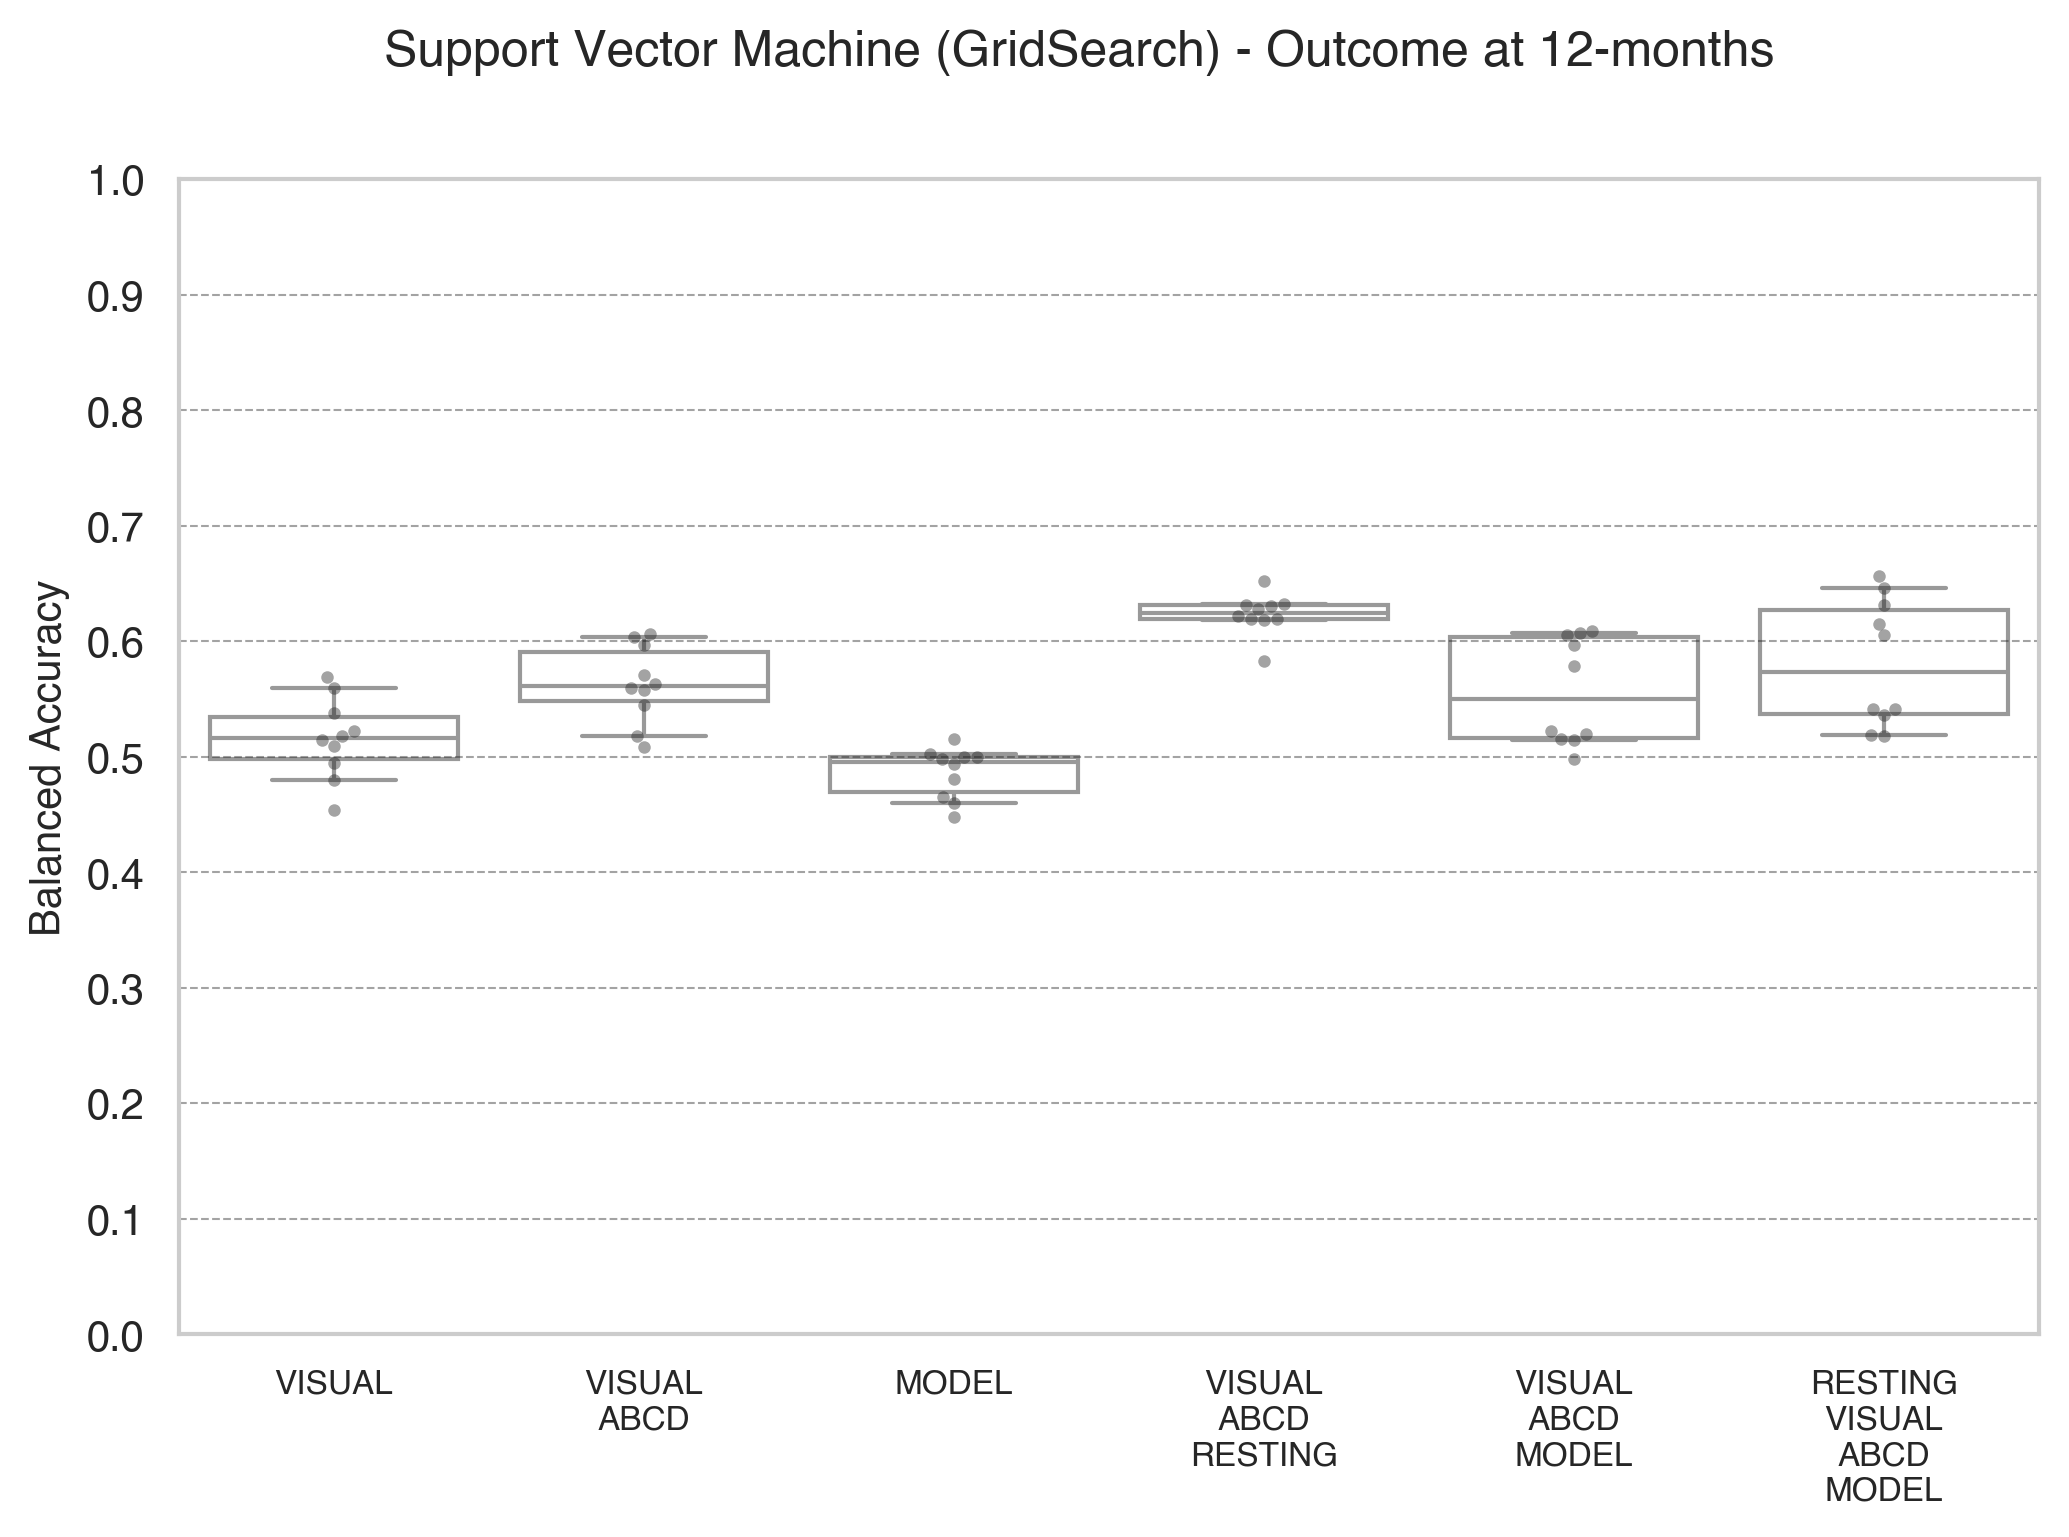 Support Vector Machine (GridSearch) - Outcome at 12-months
Balanced Accuracy
1.0
0.9
0.8
0.7
0.6
0.5
0.4
0.3
0.2
0.1
0.0
VISUAL
VISUAL
ABCD
MODEL
VISUAL
ABCD
RESTING
VISUAL
ABCD
MODEL
RESTING
VISUAL
ABCD
MODEL